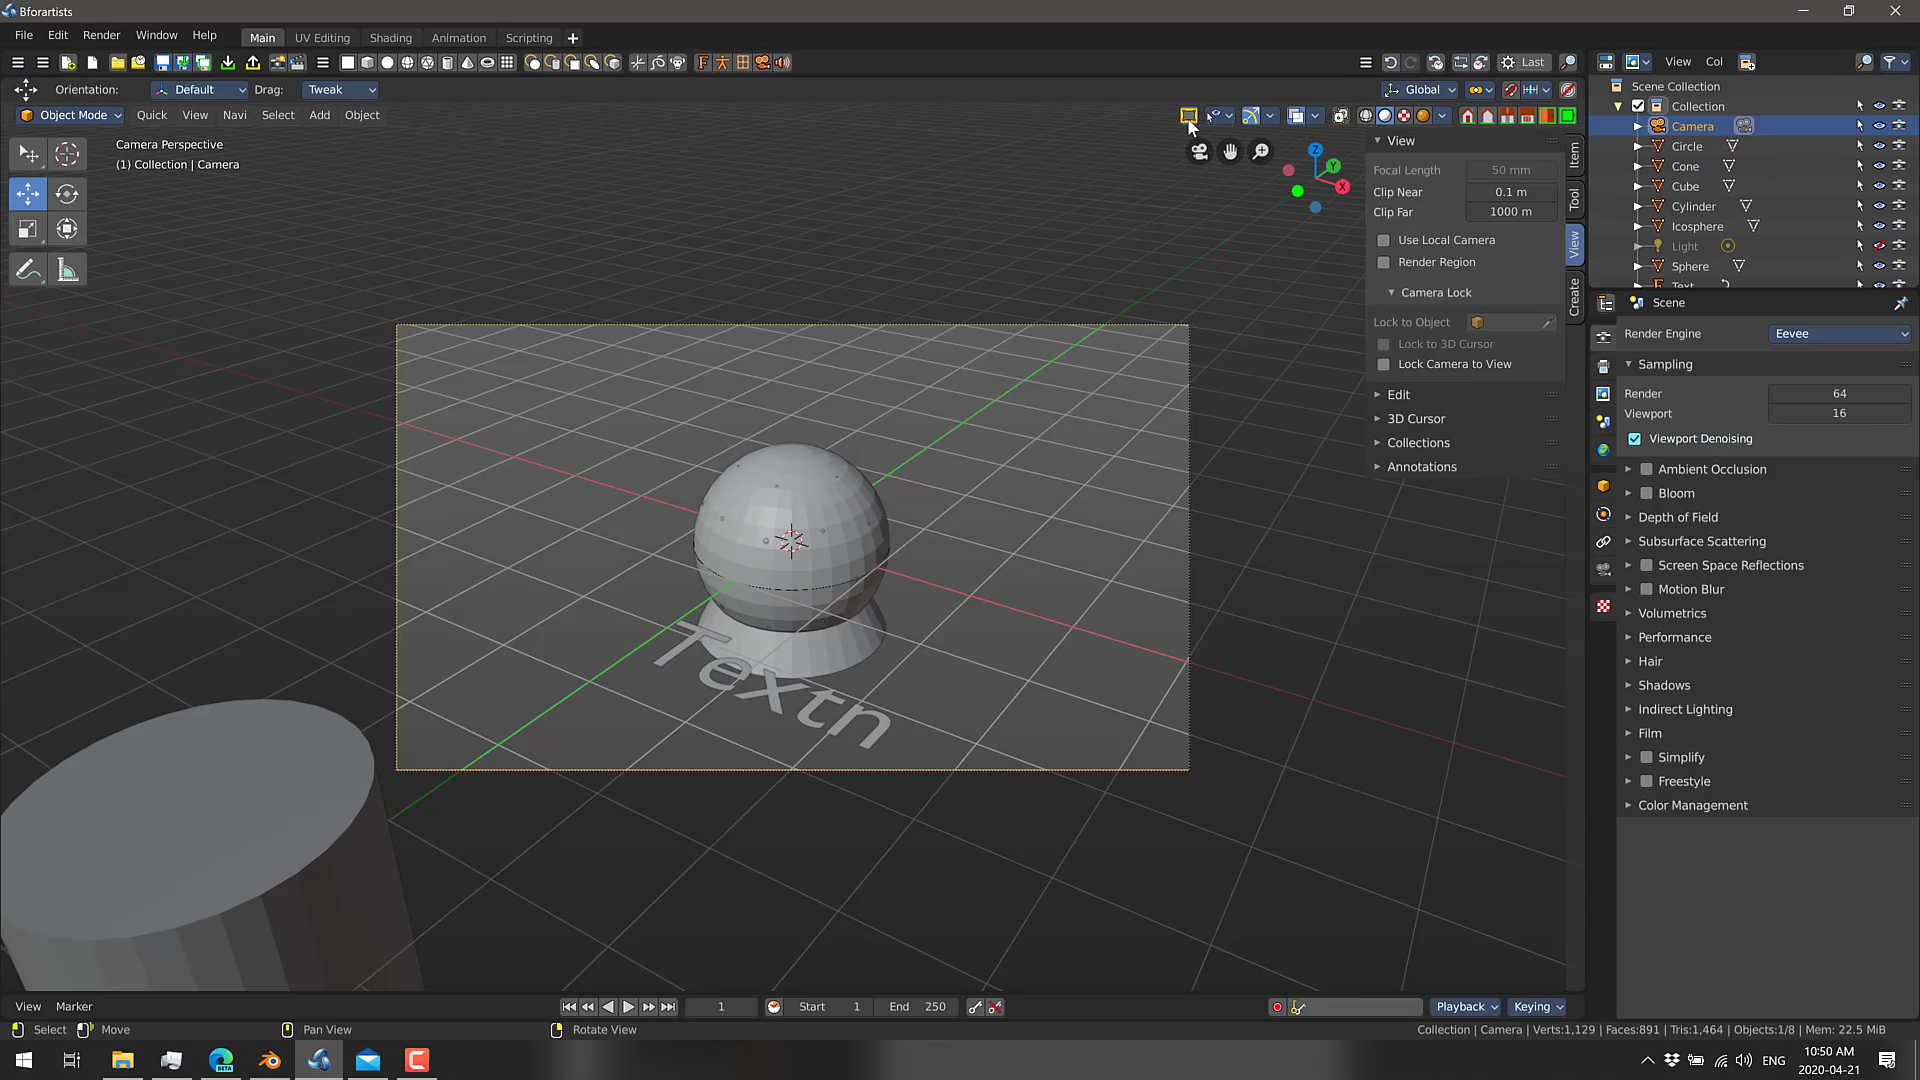 Bforartists
File Edit Render Window Help Main UV Editing Shading Animation Scripting
Last View Col
Orientation: Default Drag: Tweak Global
Object Mode Quick View Navi Select Add Object
Camera Perspective
(1) Collection | Camera
Z
Y
X
Textn
View
Focal Length 50 mm
Clip Near 0.1 m
Clip Far 1000 m
Use Local Camera
Render Region
Camera Lock
Lock to Object
Lock to 3D Cursor
Lock Camera to View
Edit
3D Cursor
Collections
Annotations
Item
Tool
View
Create
Scene Collection
Collection
Camera
Circle
Cone
Cube
Cylinder
Icosphere
Light
Sphere
Text
Scene
Render Engine Eevee
Sampling
Render 64
Viewport 16
Viewport Denoising
Ambient Occlusion
Bloom
Depth of Field
Subsurface Scattering
Screen Space Reflections
Motion Blur
Volumetrics
Performance
Hair
Shadows
Indirect Lighting
Film
Simplify
Freestyle
Color Management
View Marker 1 Start 1 End 250 Playback Keying
Select Move Pan View Rotate View Collection | Camera | Verts:1,129 | Faces:891 | Tris:1,464 | Objects:1/8 | Mem: 22.5 MiB
BETA
ENG
10:50 AM
2020-04-21